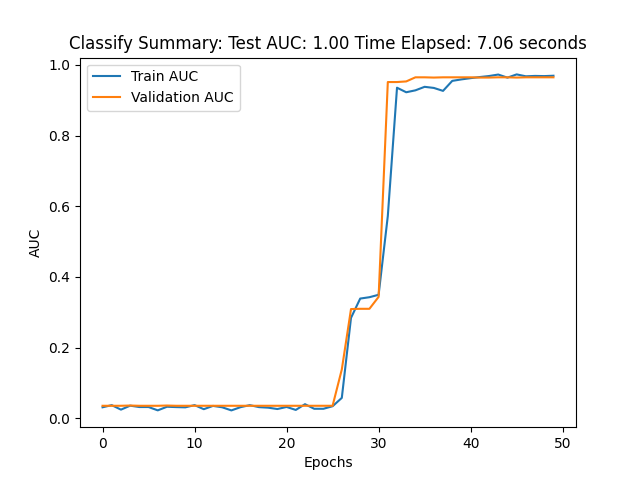 Classify Summary: Test AUC: 1.00 Time Elapsed: 7.06 seconds
Train AUC
Validation AUC
1.0
0.8
0.6
0.4
0.2
0.0
AUC
0 10 20 30 40 50
Epochs